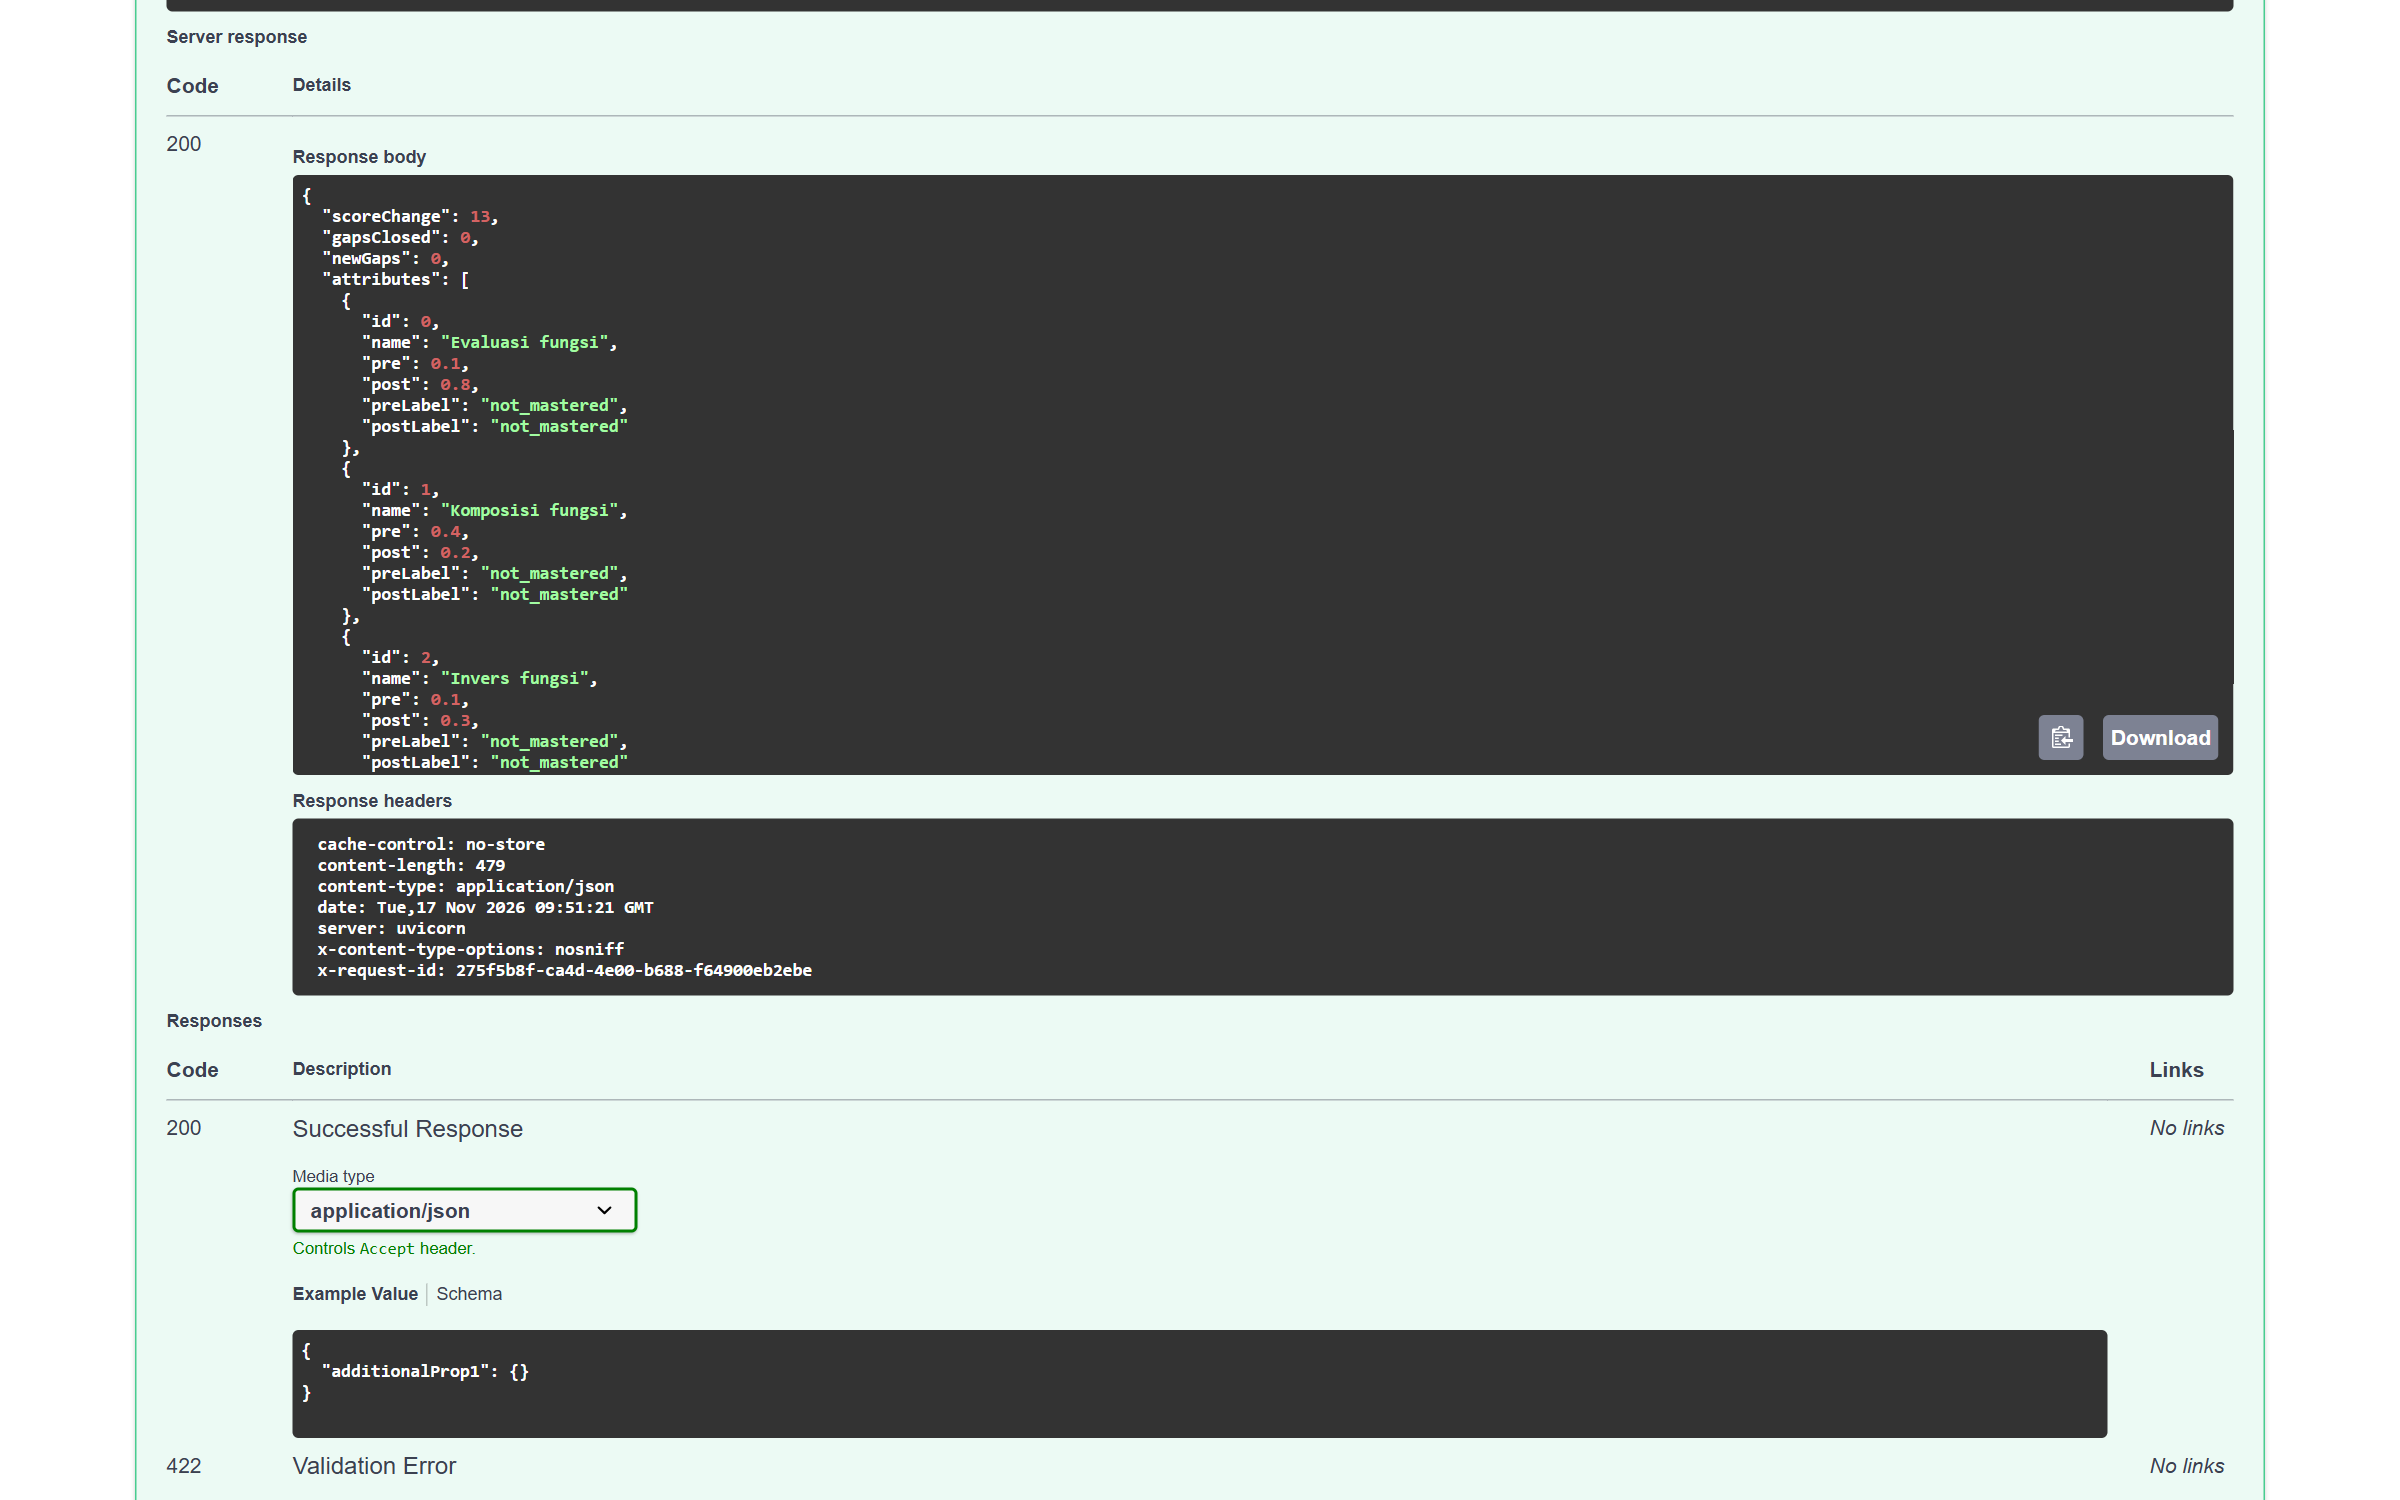 Server response
Code Details
200
Response body
{
  "scoreChange": 13,
  "gapsClosed": 0,
  "newGaps": 0,
  "attributes": [
    {
      "id": 0,
      "name": "Evaluasi fungsi",
      "pre": 0.1,
      "post": 0.8,
      "preLabel": "not_mastered",
      "postLabel": "not_mastered"
    },
    {
      "id": 1,
      "name": "Komposisi fungsi",
      "pre": 0.4,
      "post": 0.2,
      "preLabel": "not_mastered",
      "postLabel": "not_mastered"
    },
    {
      "id": 2,
      "name": "Invers fungsi",
      "pre": 0.1,
      "post": 0.3,
      "preLabel": "not_mastered",
      "postLabel": "not_mastered"
Download
Response headers
cache-control: no-store
content-length: 479
content-type: application/json
date: Tue,17 Nov 2026 09:51:21 GMT
server: uvicorn
x-content-type-options: nosniff
x-request-id: 275f5b8f-ca4d-4e00-b688-f64900eb2ebe
Responses
Code Description Links
200 Successful Response No links
Media type
application/json
Controls Accept header.
Example Value Schema
{
  "additionalProp1": {}
}
422 Validation Error No links